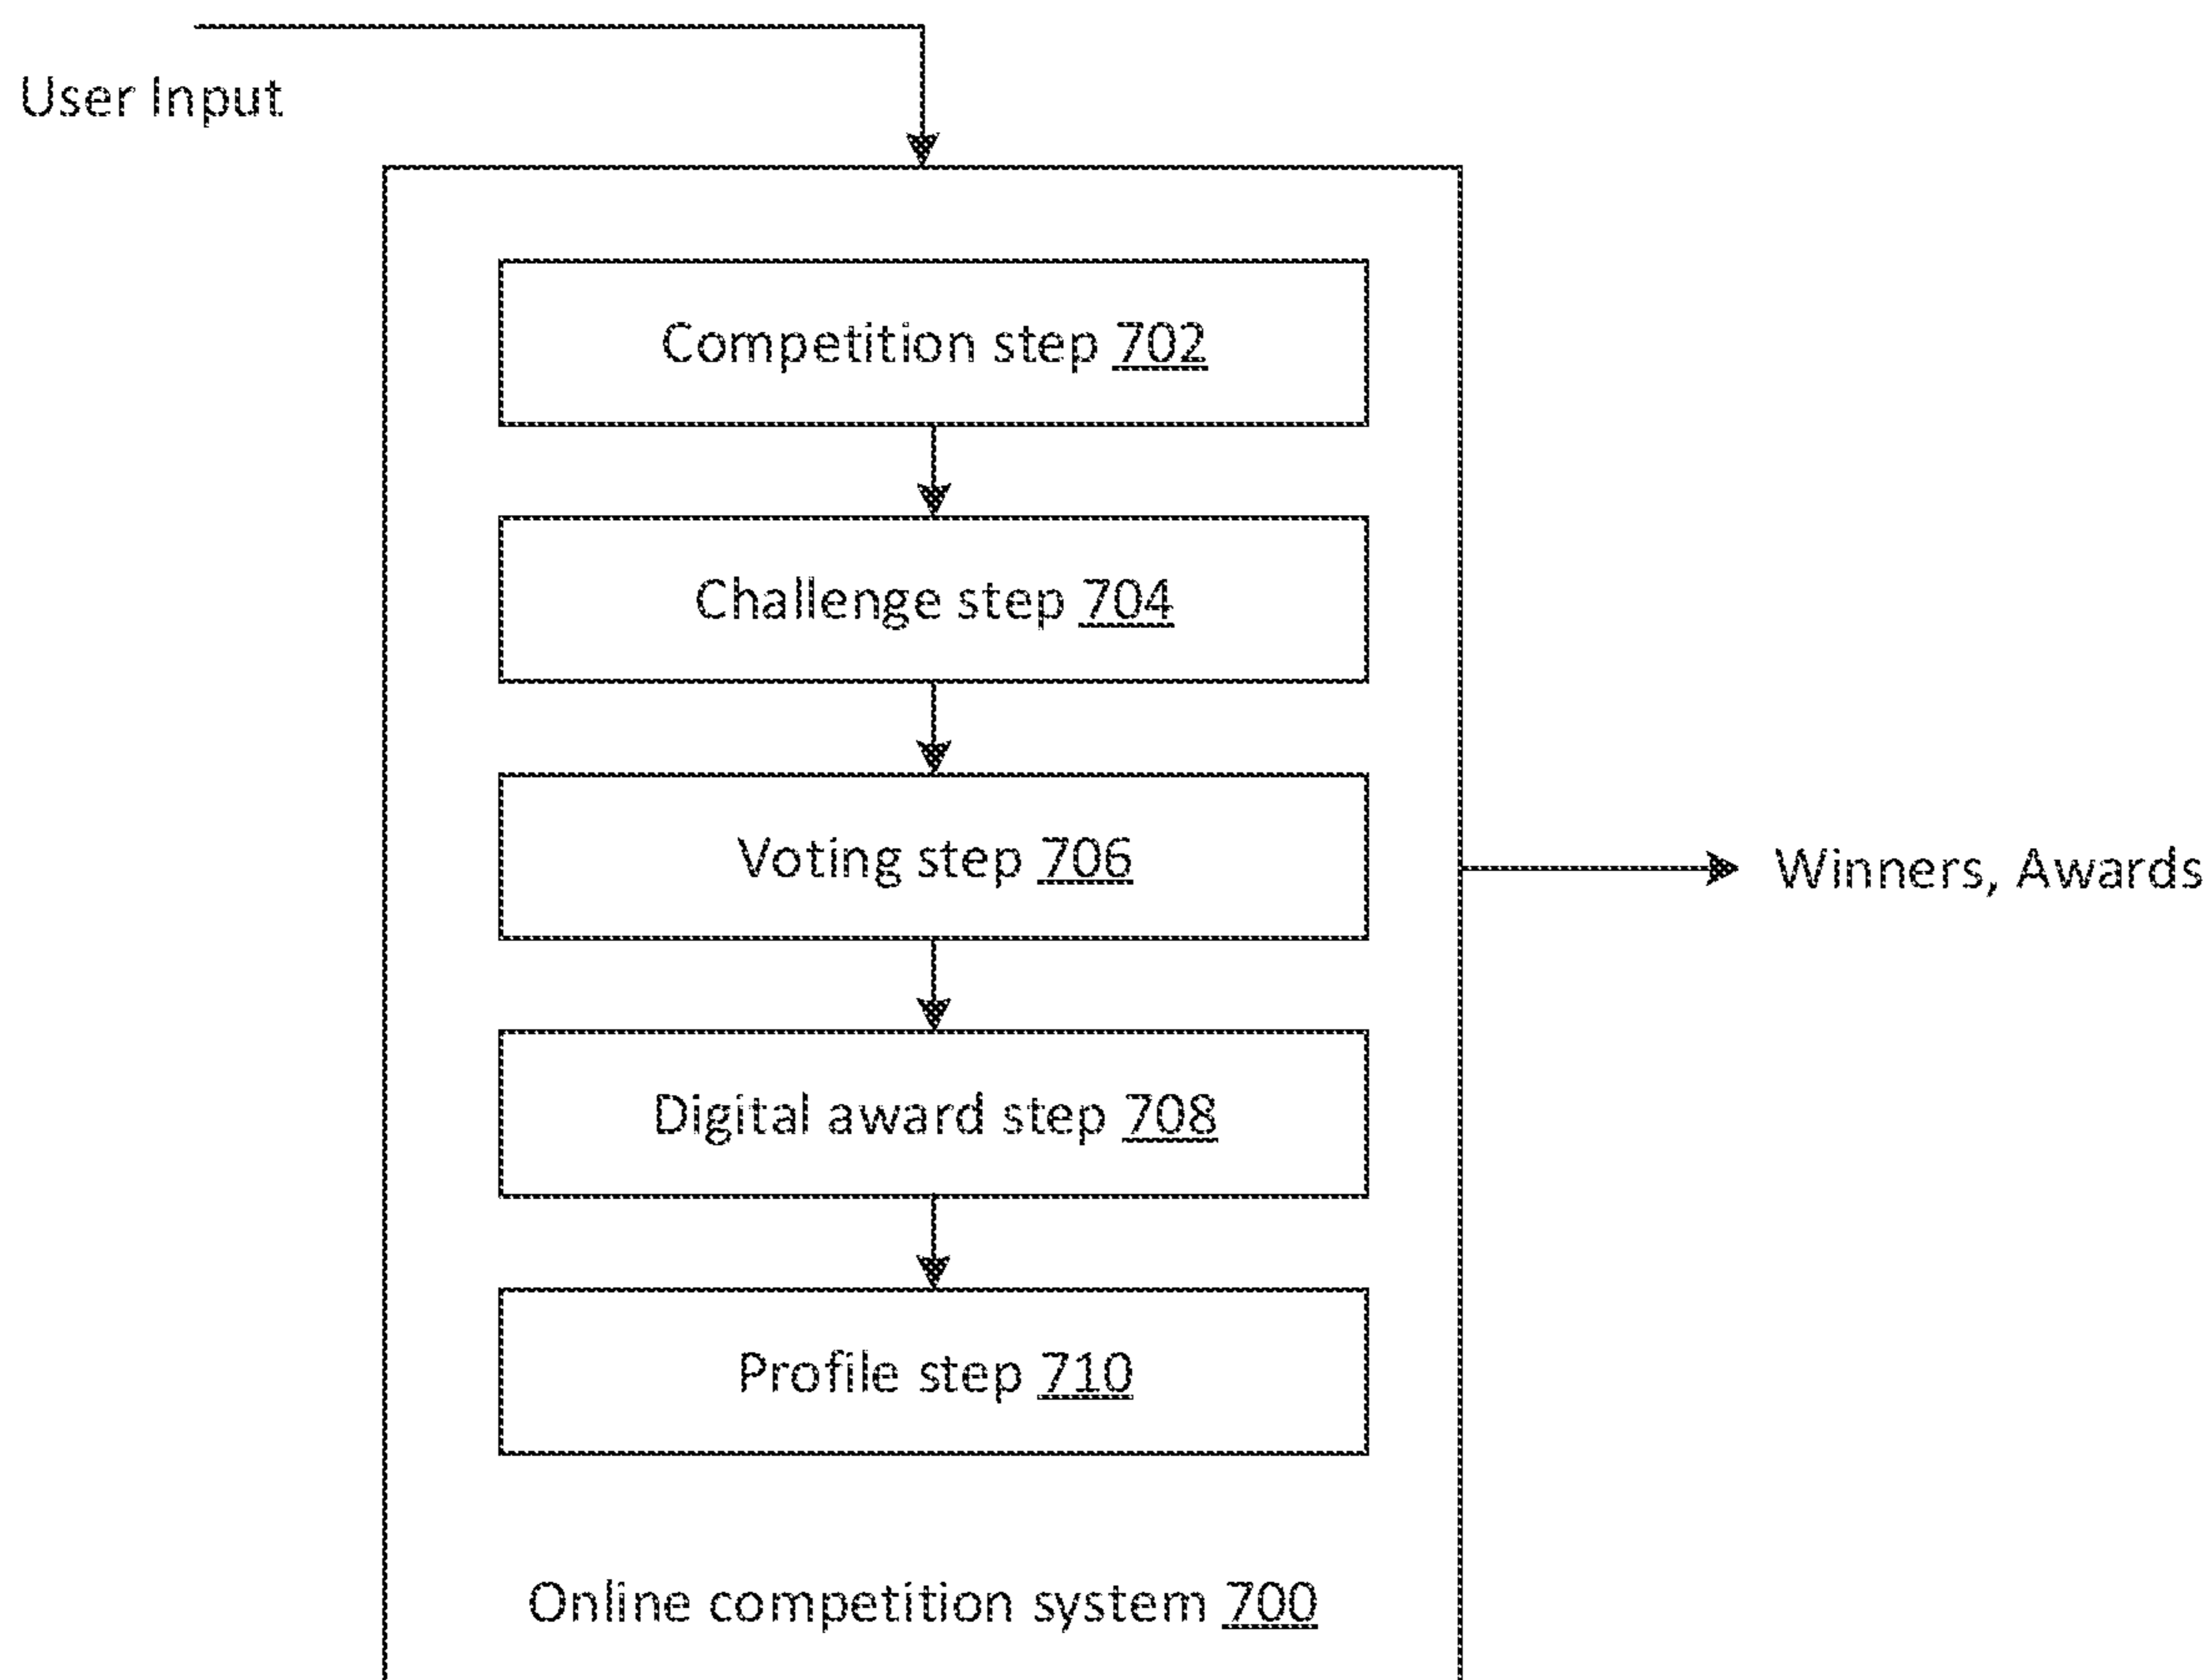 User Input
Competition step 702
Challenge step 704
Voting step 706
Winners, Awards
Digital award step 708
Profile step 710
Online competition system 700